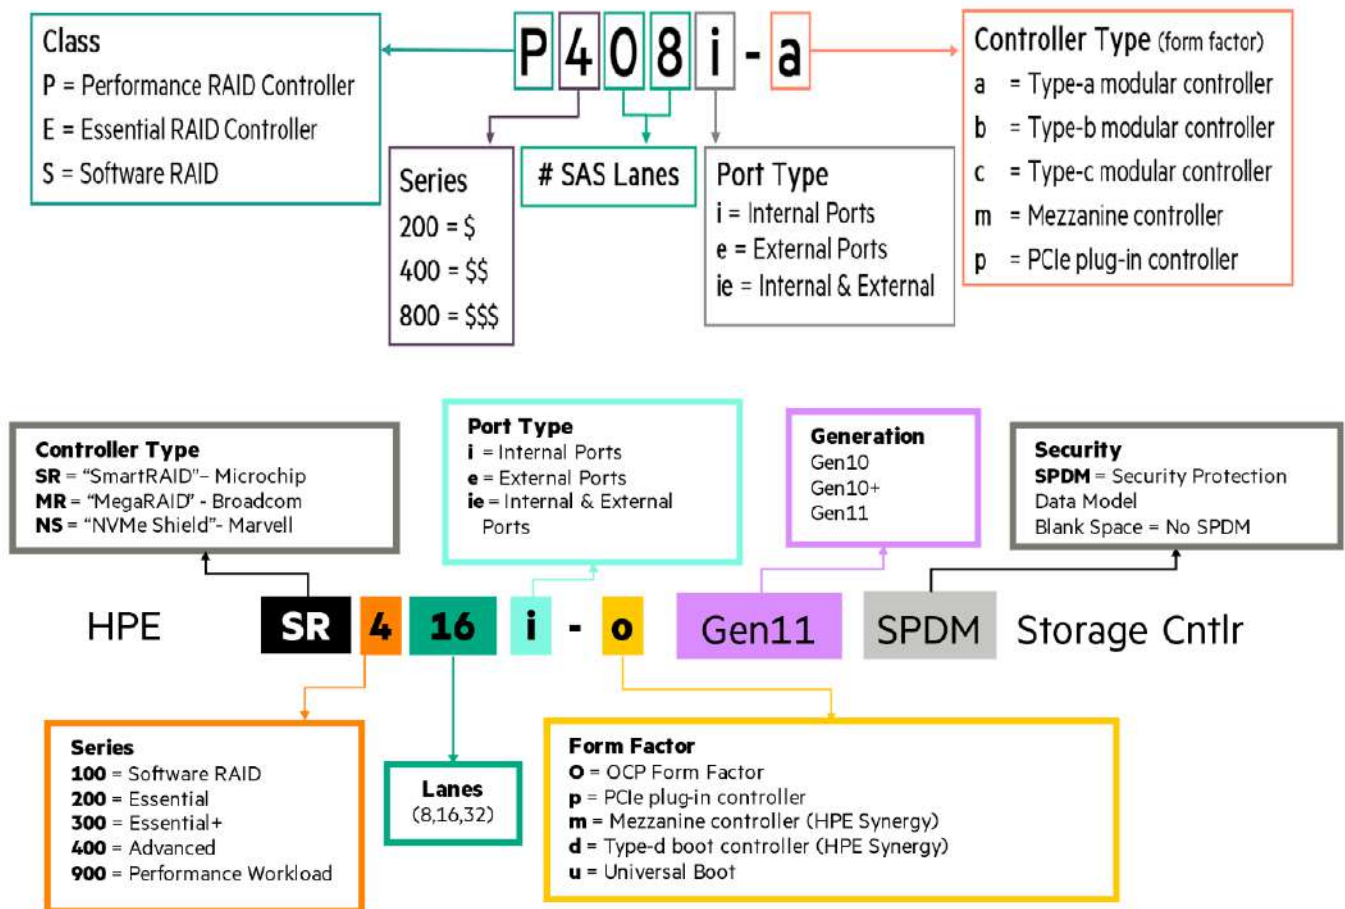 P408i-a
Class
P = Performance RAID Controller
E = Essential RAID Controller
S = Software RAID
Series
200 = $
400 = $$
800 = $$$
# SAS Lanes
Port Type
i = Internal Ports
e = External Ports
ie = Internal & External
Controller Type (form factor)
a = Type-a modular controller
b = Type-b modular controller
c = Type-c modular controller
m = Mezzanine controller
p = PCIe plug-in controller
Controller Type
SR = “SmartRAID”– Microchip
MR = “MegaRAID” - Broadcom
NS = “NVMe Shield”- Marvell
Port Type
i = Internal Ports
e = External Ports
ie = Internal & External
Ports
Generation
Gen10
Gen10+
Gen11
Security
SPDM = Security Protection
Data Model
Blank Space = No SPDM
HPE SR 4 16 i - o Gen11 SPDM Storage Cntlr
Series
100 = Software RAID
200 = Essential
300 = Essential+
400 = Advanced
900 = Performance Workload
Lanes
(8,16,32)
Form Factor
O = OCP Form Factor
p = PCIe plug-in controller
m = Mezzanine controller (HPE Synergy)
d = Type-d boot controller (HPE Synergy)
u = Universal Boot